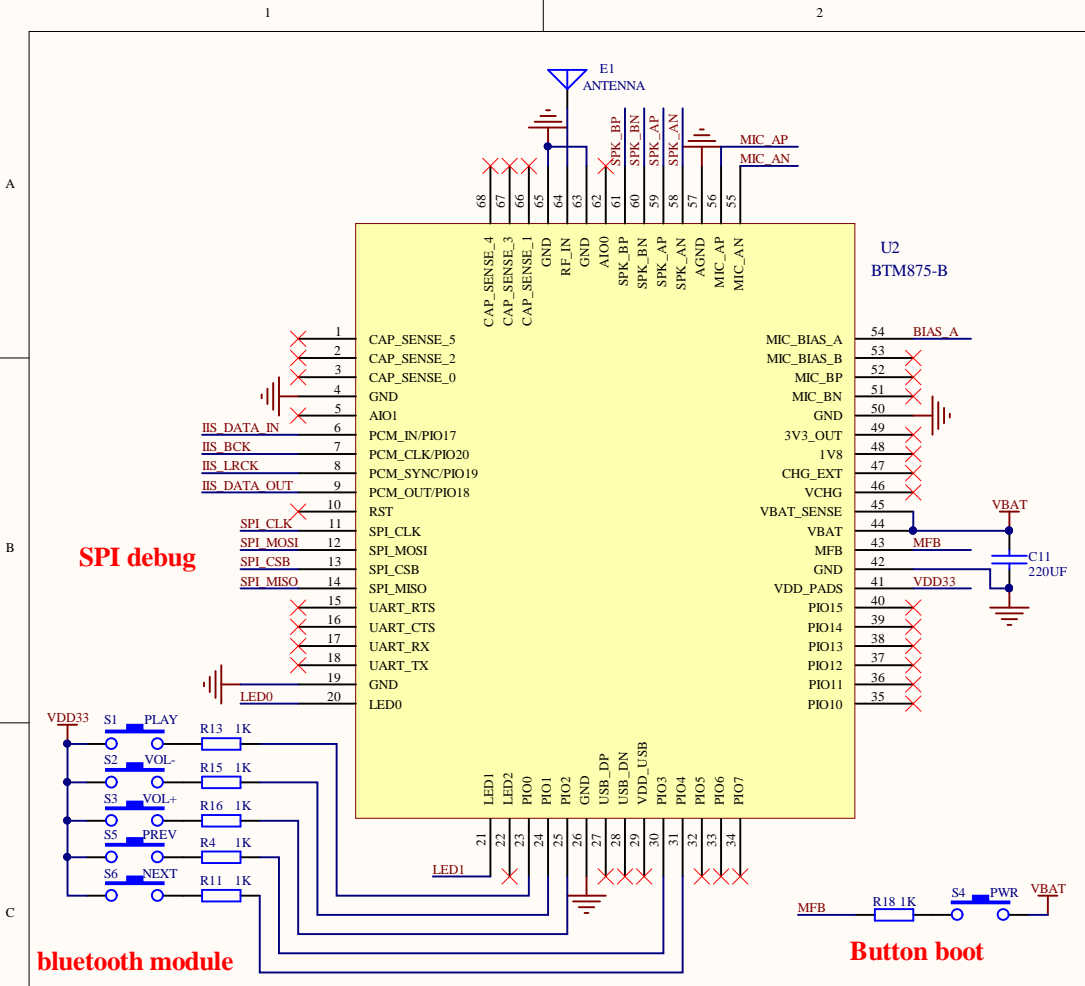 1 2
A
B
C
E1
ANTENNA
SPK_BP
SPK_BN
SPK_AP
SPK_AN
MIC_AP
MIC_AN
68 67 66 65 64 63 62 61 60 59 58 57 56 55
CAP_SENSE_4
CAP_SENSE_3
CAP_SENSE_1
GND
RF_IN
GND
AIO0
SPK_BP
SPK_BN
SPK_AP
SPK_AN
AGND
MIC_AP
MIC_AN
U2
BTM875-B
1 CAP_SENSE_5
2 CAP_SENSE_2
3 CAP_SENSE_0
4 GND
5 AIO1
IIS_DATA_IN 6 PCM_IN/PIO17
IIS_BCK 7 PCM_CLK/PIO20
IIS_LRCK 8 PCM_SYNC/PIO19
IIS_DATA_OUT 9 PCM_OUT/PIO18
10 RST
SPI_CLK 11 SPI_CLK
SPI_MOSI 12 SPI_MOSI
SPI_CSB 13 SPI_CSB
SPI_MISO 14 SPI_MISO
15 UART_RTS
16 UART_CTS
17 UART_RX
18 UART_TX
19 GND
LED0 20 LED0
SPI debug
MIC_BIAS_A 54 BIAS_A
MIC_BIAS_B 53
MIC_BP 52
MIC_BN 51
GND 50
3V3_OUT 49
1V8 48
CHG_EXT 47
VCHG 46
VBAT_SENSE 45
VBAT 44
MFB 43 MFB
GND 42
VDD_PADS 41 VDD33
PIO15 40
PIO14 39
PIO13 38
PIO12 37
PIO11 36
PIO10 35
VBAT
C11
220UF
VDD33
S1 PLAY R13 1K
S2 VOL- R15 1K
S3 VOL+ R16 1K
S5 PREV R4 1K
S6 NEXT R11 1K
LED1
LED2
PIO0
PIO1
PIO2
GND
USB_DP
USB_DN
VDD_USB
PIO3
PIO4
PIO5
PIO6
PIO7
21 22 23 24 25 26 27 28 29 30 31 32 33 34
LED1
MFB R18 1K S4 PWR VBAT
bluetooth module
Button boot